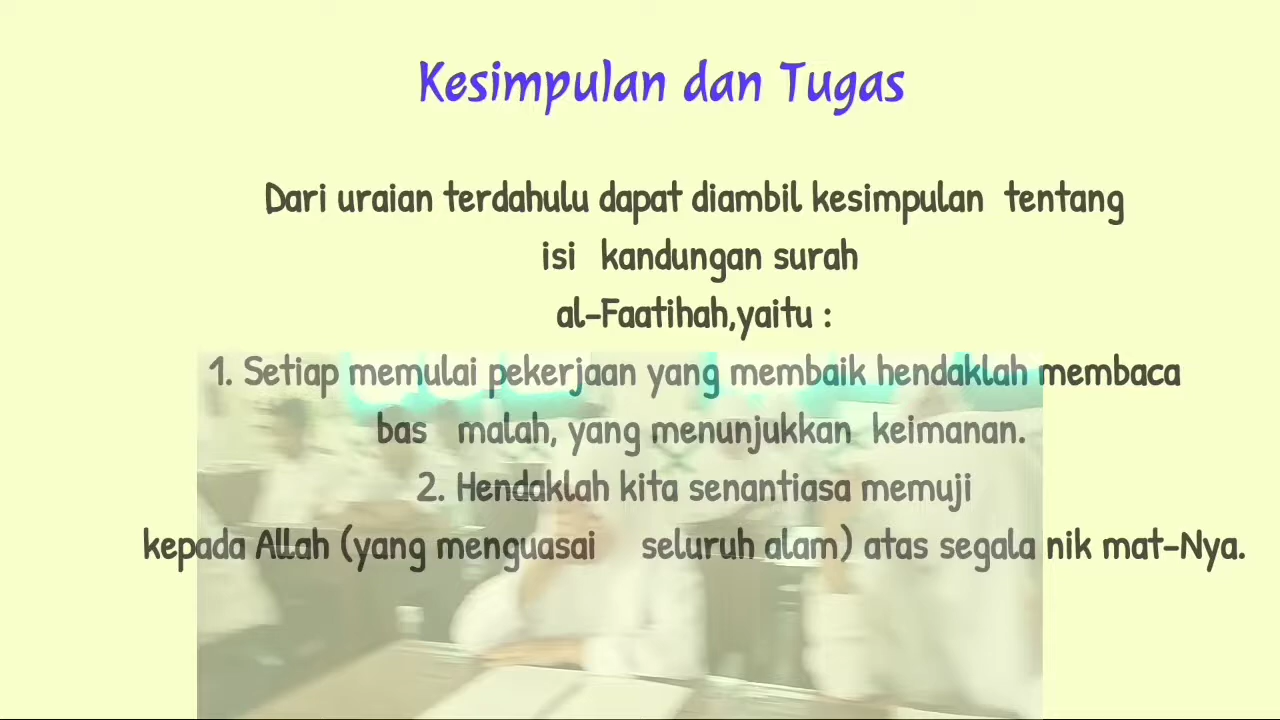 Kesimpulan dan Tugas
Dari uraian terdahulu dapat diambil kesimpulan tentang
isi kandungan surah
al-Faatihah,yaitu :
1. Setiap memulai pekerjaan yang membaik hendaklah membaca
bas malah, yang menunjukkan keimanan.
2. Hendaklah kita senantiasa memuji
kepada Allah (yang menguasai seluruh alam) atas segala nik mat-Nya.